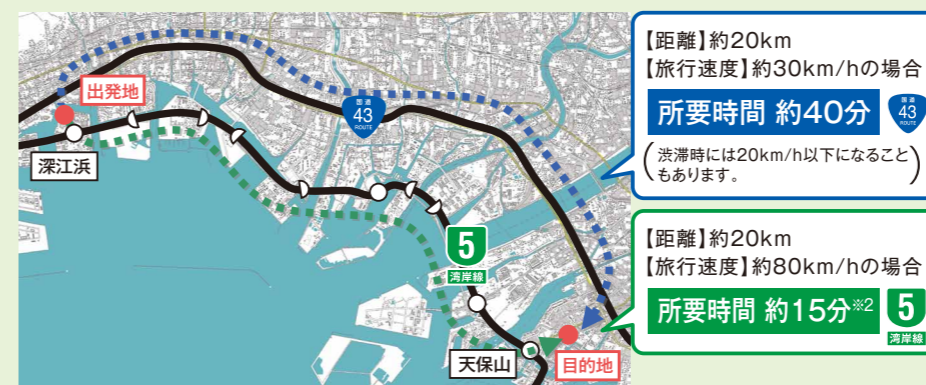 出発地
深江浜
国道
43
ROUTE
5
湾岸線
天保山
目的地
【距離】約20km
【旅行速度】約30km/hの場合
所要時間 約40分
国道
43
ROUTE
(渋滞時には20km/h以下になること
もあります。)
【距離】約20km
【旅行速度】約80km/hの場合
所要時間 約15分※2
5
湾岸線